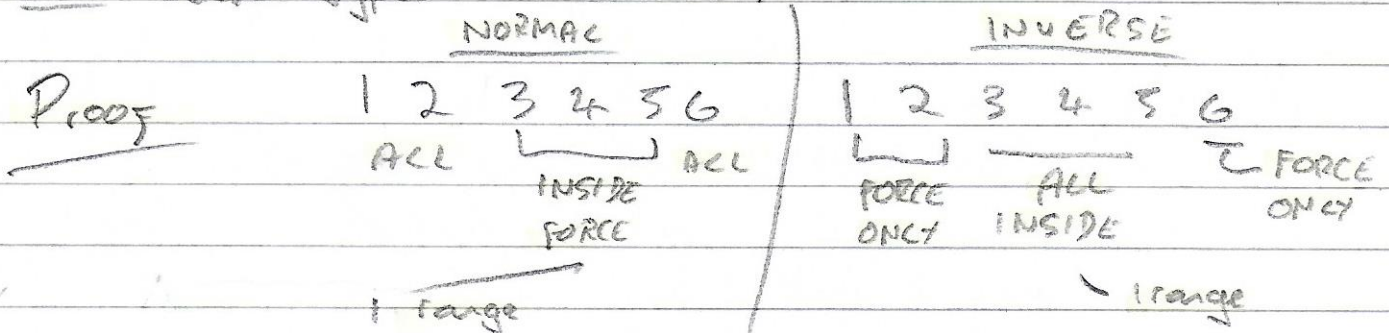 NORMAL INVERSE
Proof 1 2 3 4 5 6 1 2 3 4 5 6
ALL INSIDE FORCE ALL FORCE ONLY ALL INSIDE FORCE ONLY
1 range 1 range